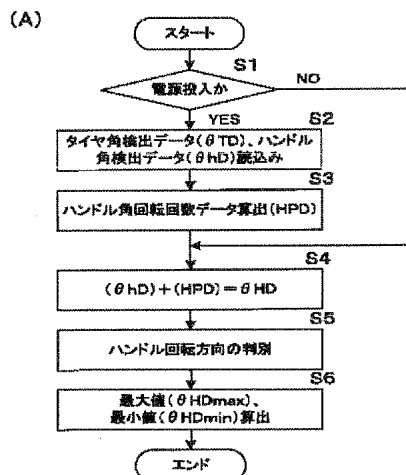 (A)
スタート
S1
電源投入か
NO
YES
S2
タイヤ角検出データ(θTD)、ハンドル
角検出データ(θhD)読込み
S3
ハンドル角回転回数データ算出(HPD)
S4
(θhD)+(HPD)=θHD
S5
ハンドル回転方向の判別
S6
最大値(θHDmax)、
最小値(θHDmin)算出
エンド